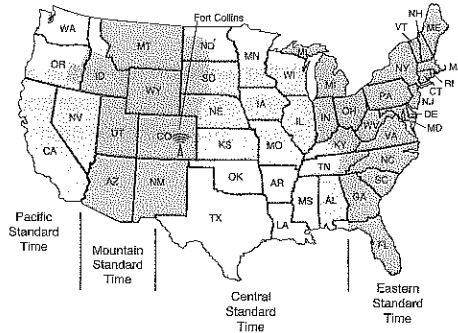 Fort Collins
WA
OR
CA
NV
ID
MT
WY
UT
CO
AZ
NM
ND
SD
NE
KS
OK
TX
MN
IA
MO
AR
LA
WI
IL
MS
MI
MI
IN
OH
KY
TN
AL
GA
FL
SC
NC
VA
WV
PA
NY
VT
NH
ME
RI
CT
NJ
DE
MD
Pacific
Standard
Time
Mountain
Standard
Time
Central
Standard
Time
Eastern
Standard
Time